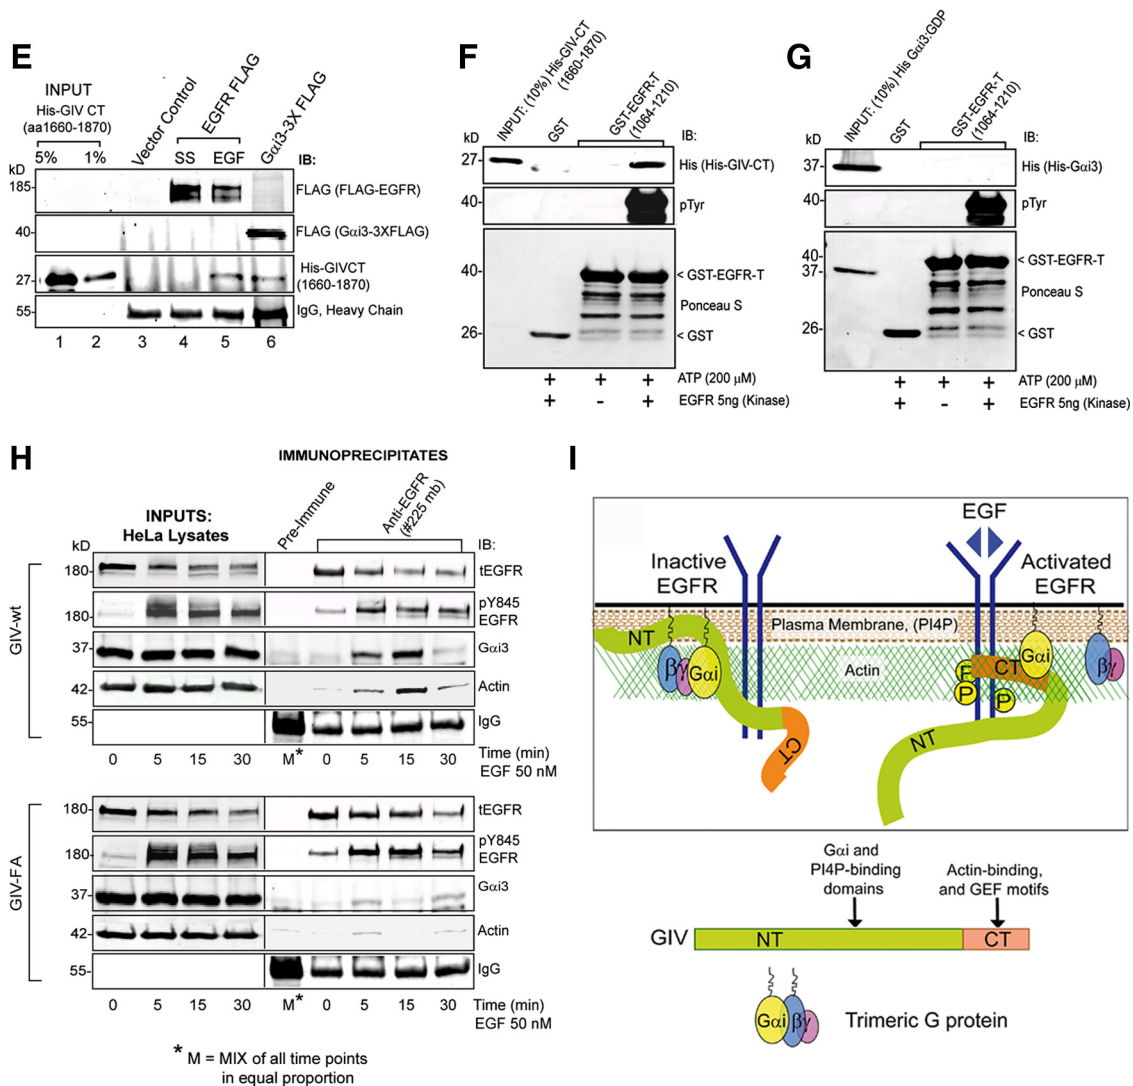 E
INPUT
His-GIV CT
(aa1660-1870)
5% 1%
Vector Control
EGFR FLAG
SS EGF
Gαi3-3X FLAG
kD
IB:
185-
FLAG (FLAG-EGFR)
40-
FLAG (Gαi3-3XFLAG)
27-
His-GIVCT
(1660-1870)
55-
IgG, Heavy Chain
1 2 3 4 5 6
F
INPUT: (10%) His-GIV-CT
(1660-1870)
GST
GST-EGFR-T
(1064-1210)
kD
IB:
27-
His (His-GIV-CT)
40-
pTyr
40-
< GST-EGFR-T
Ponceau S
26-
< GST
+ + + ATP (200 µM)
+ - + EGFR 5ng (Kinase)
G
INPUT: (10%) His Gαi3:GDP
GST
GST-EGFR-T
(1064-1210)
kD
IB:
37-
His (His-Gαi3)
40-
pTyr
40-
37-
< GST-EGFR-T
Ponceau S
26-
< GST
+ + + ATP (200 µM)
+ - + EGFR 5ng (Kinase)
H
IMMUNOPRECIPITATES
INPUTS:
HeLa Lysates
Pre-Immune
Anti-EGFR
(#225 mb)
kD
IB:
GIV-wt
180-
tEGFR
180-
pY845
EGFR
37-
Gαi3
42-
Actin
55-
IgG
0 5 15 30 M* 0 5 15 30 Time (min)
EGF 50 nM
GIV-FA
180-
tEGFR
180-
pY845
EGFR
37-
Gαi3
42-
Actin
55-
IgG
0 5 15 30 M* 0 5 15 30 Time (min)
EGF 50 nM
* M = MIX of all time points
in equal proportion
I
EGF
Inactive
EGFR
Activated
EGFR
Plasma Membrane, (PI4P)
NT
βγ
Gαi
Actin
CT
Gαi
βγ
P
P
CT
NT
Gαi and
PI4P-binding
domains
Actin-binding,
and GEF motifs
GIV NT CT
Gαi βγ Trimeric G protein